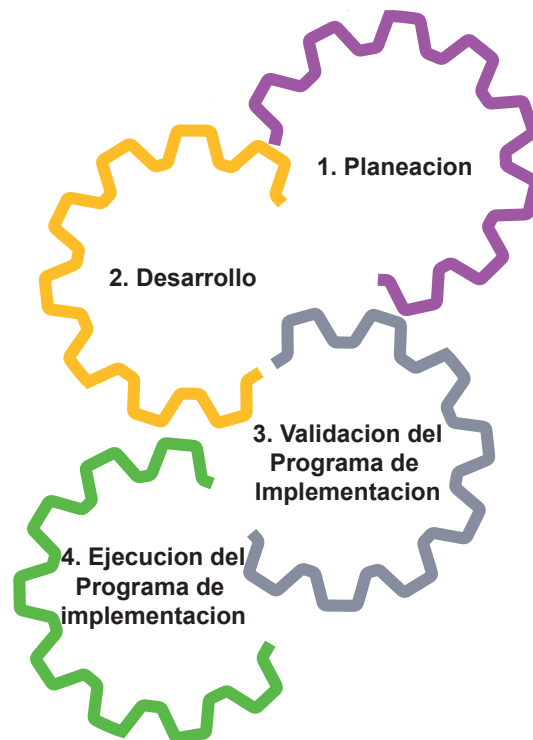 1. Planeacion
2. Desarrollo
3. Validacion del
Programa de
Implementacion
4. Ejecucion del
Programa de
implementacion